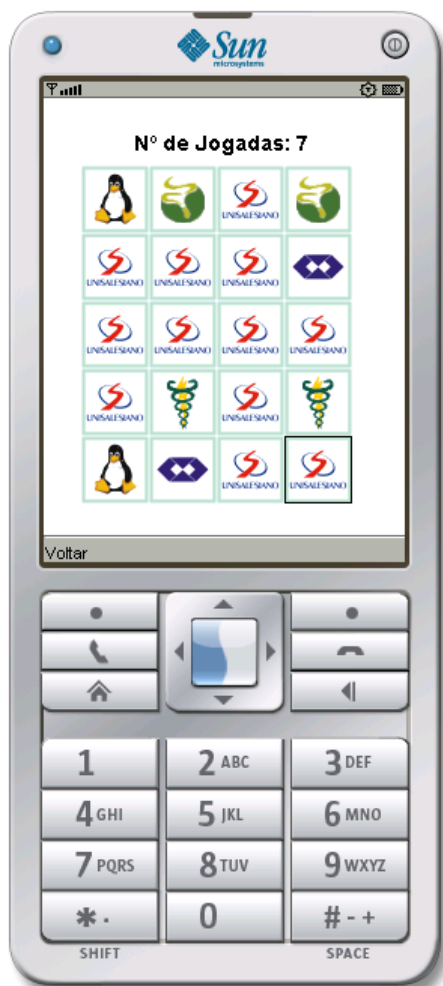 Sun
microsystems
N° de Jogadas: 7
UNISALESIANO
UNISALESIANO UNISALESIANO UNISALESIANO
UNISALESIANO UNISALESIANO UNISALESIANO UNISALESIANO
UNISALESIANO UNISALESIANO
UNISALESIANO UNISALESIANO
Voltar
1 2 ABC 3 DEF
4 GHI 5 JKL 6 MNO
7 PQRS 8 TUV 9 WXYZ
* . 0 # - +
SHIFT SPACE